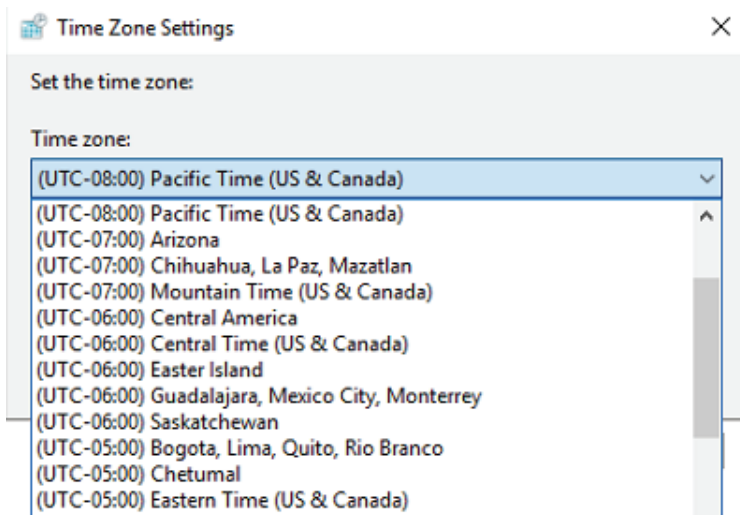 Time Zone Settings
Set the time zone:
Time zone:
(UTC-08:00) Pacific Time (US & Canada)
(UTC-08:00) Pacific Time (US & Canada)
(UTC-07:00) Arizona
(UTC-07:00) Chihuahua, La Paz, Mazatlan
(UTC-07:00) Mountain Time (US & Canada)
(UTC-06:00) Central America
(UTC-06:00) Central Time (US & Canada)
(UTC-06:00) Easter Island
(UTC-06:00) Guadalajara, Mexico City, Monterrey
(UTC-06:00) Saskatchewan
(UTC-05:00) Bogota, Lima, Quito, Rio Branco
(UTC-05:00) Chetumal
(UTC-05:00) Eastern Time (US & Canada)